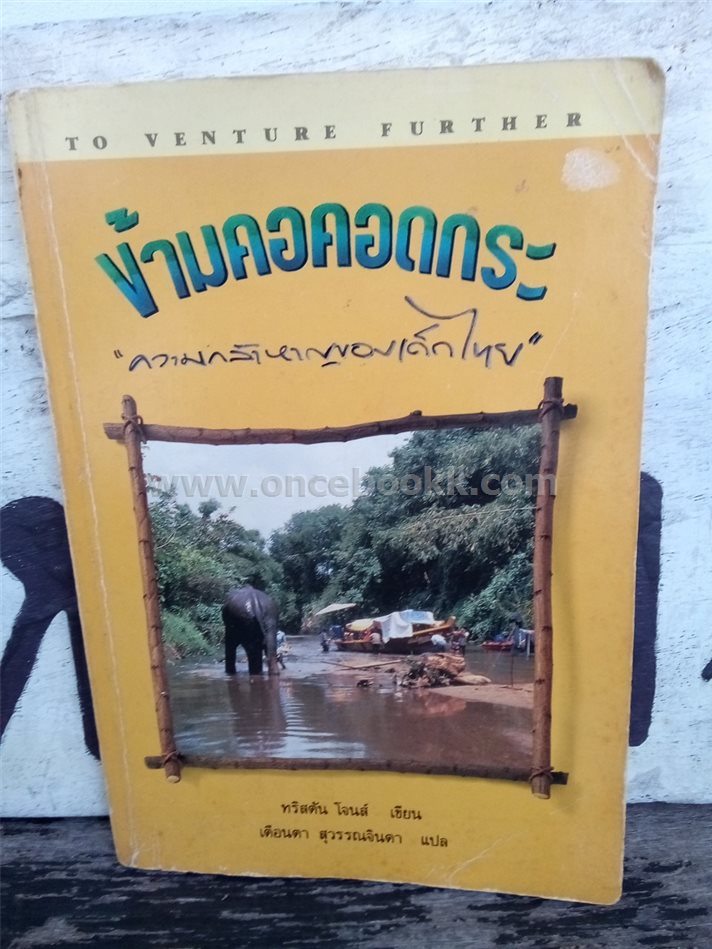 TO VENTURE FURTHER
ข้ามคอคอดกระ
"ความกล้าหาญของเด็กไทย"
www.oncebookk.com
ทริสตัน โจนส์ เขียน
เดือนตา สุวรรณจินดา แปล